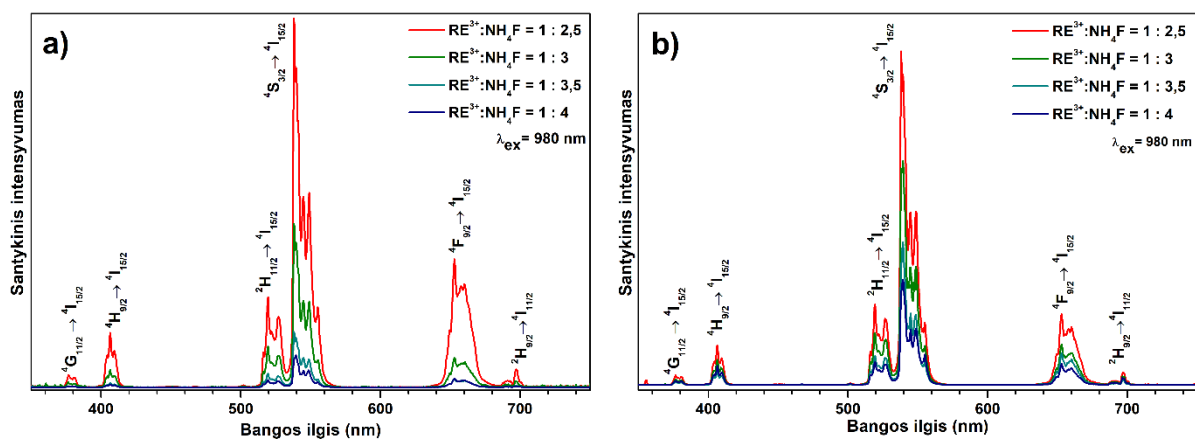 a)
Santykinis intensyvumas
⁴G₁₁/₂→⁴I₁₅/₂
⁴H₉/₂→⁴I₁₅/₂
²H₁₁/₂→⁴I₁₅/₂
⁴S₃/₂→⁴I₁₅/₂
⁴F₉/₂→⁴I₁₅/₂
²H₉/₂→⁴I₁₁/₂
RE³⁺:NH₄F = 1 : 2,5
RE³⁺:NH₄F = 1 : 3
RE³⁺:NH₄F = 1 : 3,5
RE³⁺:NH₄F = 1 : 4
λex= 980 nm
400 500 600 700
Bangos ilgis (nm)
b)
Santykinis intensyvumas
⁴G₁₁/₂→⁴I₁₅/₂
⁴H₉/₂→⁴I₁₅/₂
²H₁₁/₂→⁴I₁₅/₂
⁴S₃/₂→⁴I₁₅/₂
⁴F₉/₂→⁴I₁₅/₂
²H₉/₂→⁴I₁₁/₂
RE³⁺:NH₄F = 1 : 2,5
RE³⁺:NH₄F = 1 : 3
RE³⁺:NH₄F = 1 : 3,5
RE³⁺:NH₄F = 1 : 4
λex= 980 nm
400 500 600 700
Bangos ilgis (nm)